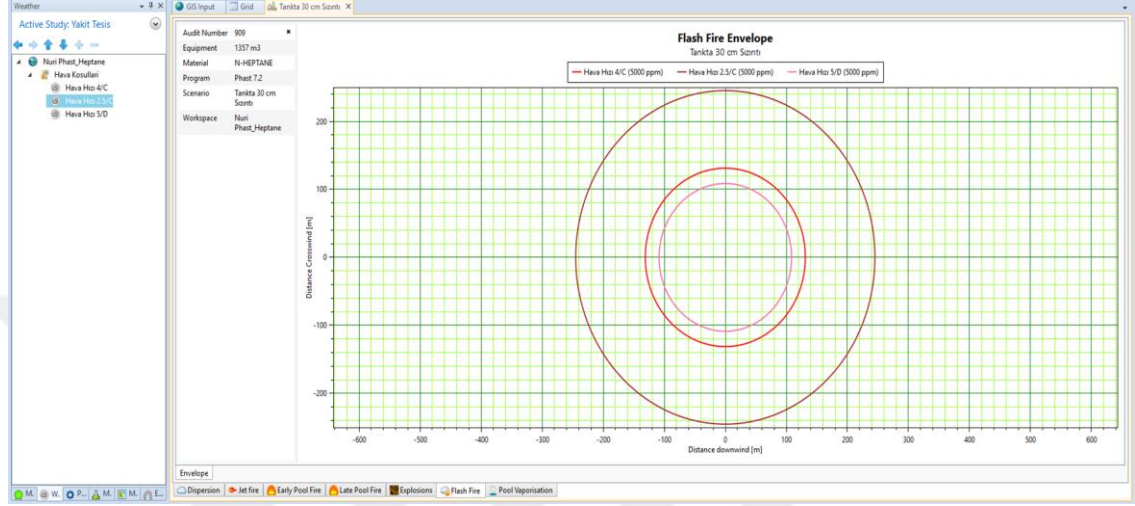 Weather
Active Study: Yakit Tesis
Nuri Phast_Heptane
Hava Kosullari
Hava Hızı 4/C
Hava Hızı 2.5/C
Hava Hızı 5/D
M.
W.
P...
M.
M.
E...
GIS Input
Grid
Tankta 30 cm Sızıntı
Audit Number 909
Equipment 1357 m3
Material N-HEPTANE
Program Phast 7.2
Scenario Tankta 30 cm
Sızıntı
Workspace Nuri
Phast_Heptane
Flash Fire Envelope
Tankta 30 cm Sızıntı
Hava Hızı 4/C (5000 ppm) Hava Hızı 2.5/C (5000 ppm) Hava Hızı 5/D (5000 ppm)
Distance Crosswind [m]
200
100
0
-100
-200
-600 -500 -400 -300 -200 -100 0 100 200 300 400 500 600
Distance downwind [m]
Envelope
Dispersion Jet fire Early Pool Fire Late Pool Fire Explosions Flash Fire Pool Vaporisation